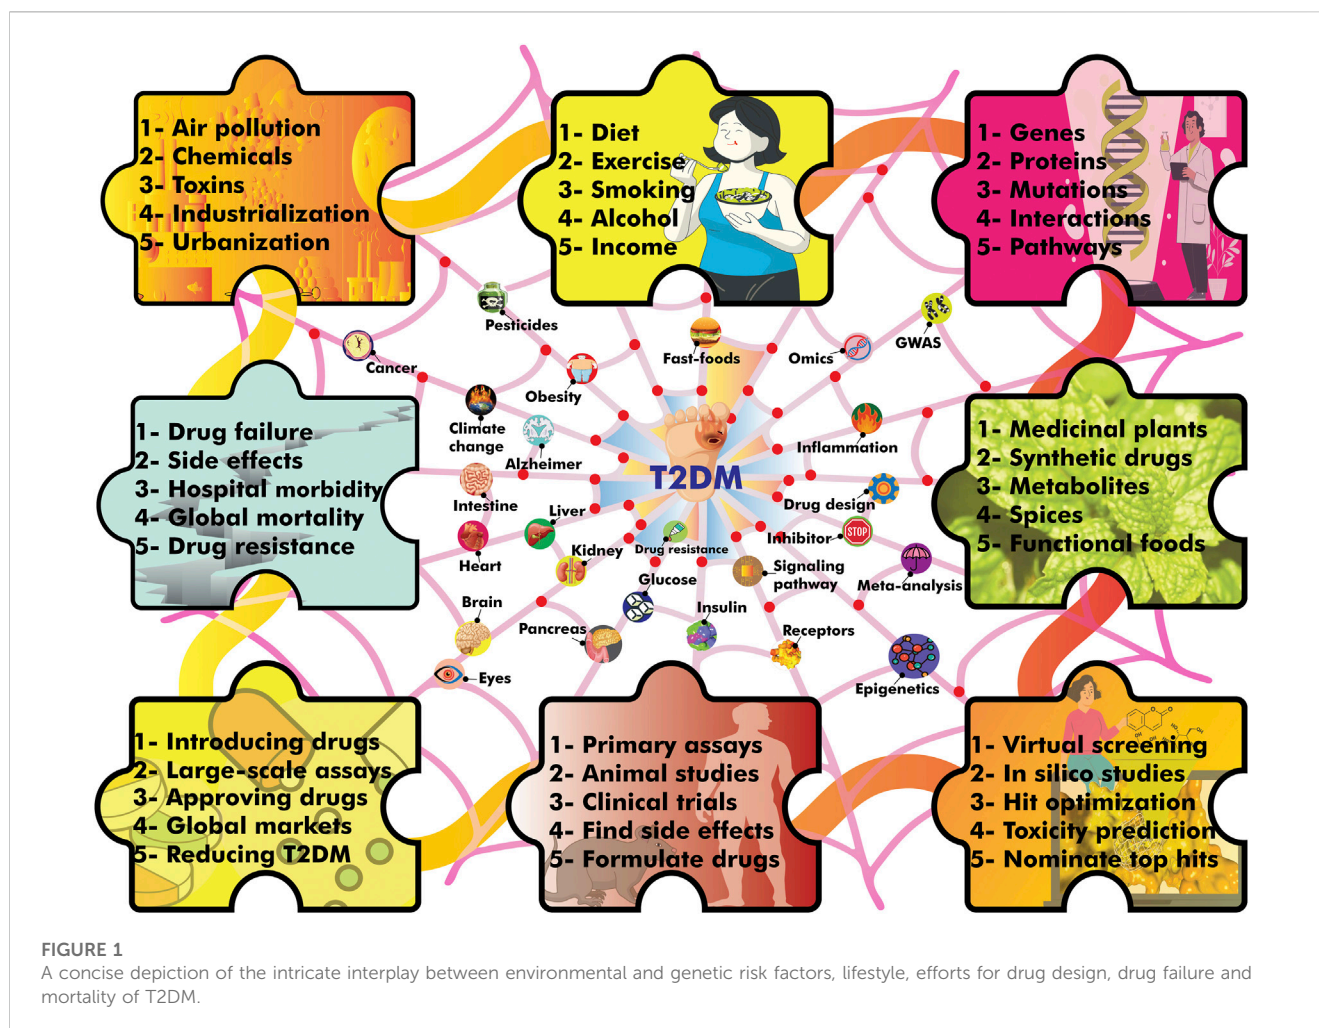 1- Air pollution
2- Chemicals
3- Toxins
4- Industrialization
5- Urbanization
1- Diet
2- Exercise
3- Smoking
4- Alcohol
5- Income
1- Genes
2- Proteins
3- Mutations
4- Interactions
5- Pathways
Pesticides
Fast-foods
Omics
GWAS
Cancer
Obesity
Climate
change
Alzheimer
Inflammation
1- Drug failure
2- Side effects
3- Hospital morbidity
4- Global mortality
5- Drug resistance
T2DM
1- Medicinal plants
2- Synthetic drugs
3- Metabolites
4- Spices
5- Functional foods
Intestine
Liver
Drug design
Heart
Kidney
Drug resistance
Inhibitor
STOP
Glucose
Signaling
pathway
Meta-analysis
Brain
Pancreas
Insulin
Receptors
Eyes
Epigenetics
1- Introducing drugs
2- Large-scale assays
3- Approving drugs
4- Global markets
5- Reducing T2DM
1- Primary assays
2- Animal studies
3- Clinical trials
4- Find side effects
5- Formulate drugs
1- Virtual screening
2- In silico studies
3- Hit optimization
4- Toxicity prediction
5- Nominate top hits
FIGURE 1
A concise depiction of the intricate interplay between environmental and genetic risk factors, lifestyle, efforts for drug design, drug failure and
mortality of T2DM.